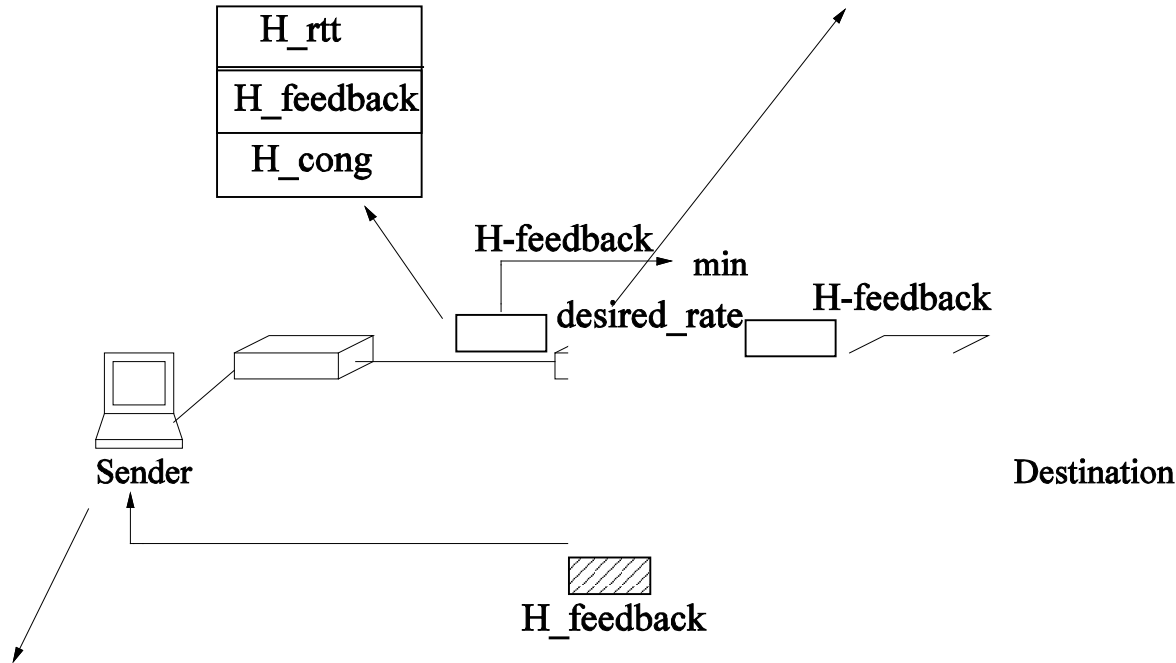 H_rtt
H_feedback
H_cong
H-feedback
min
desired_rate
H-feedback
Sender
Destination
H_feedback